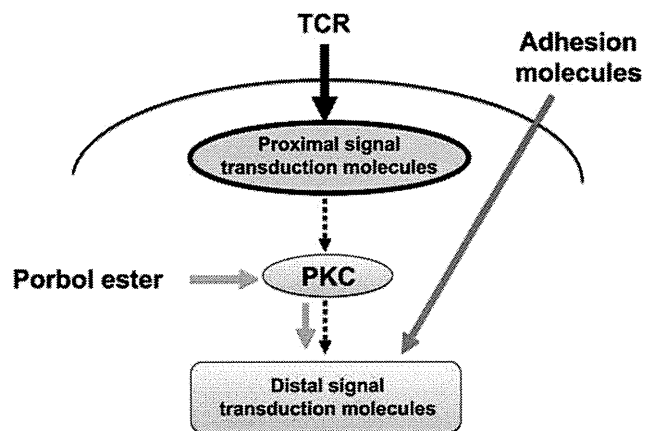 TCR
Adhesion
molecules
Proximal signal
transduction molecules
Porbol ester
PKC
Distal signal
transduction molecules